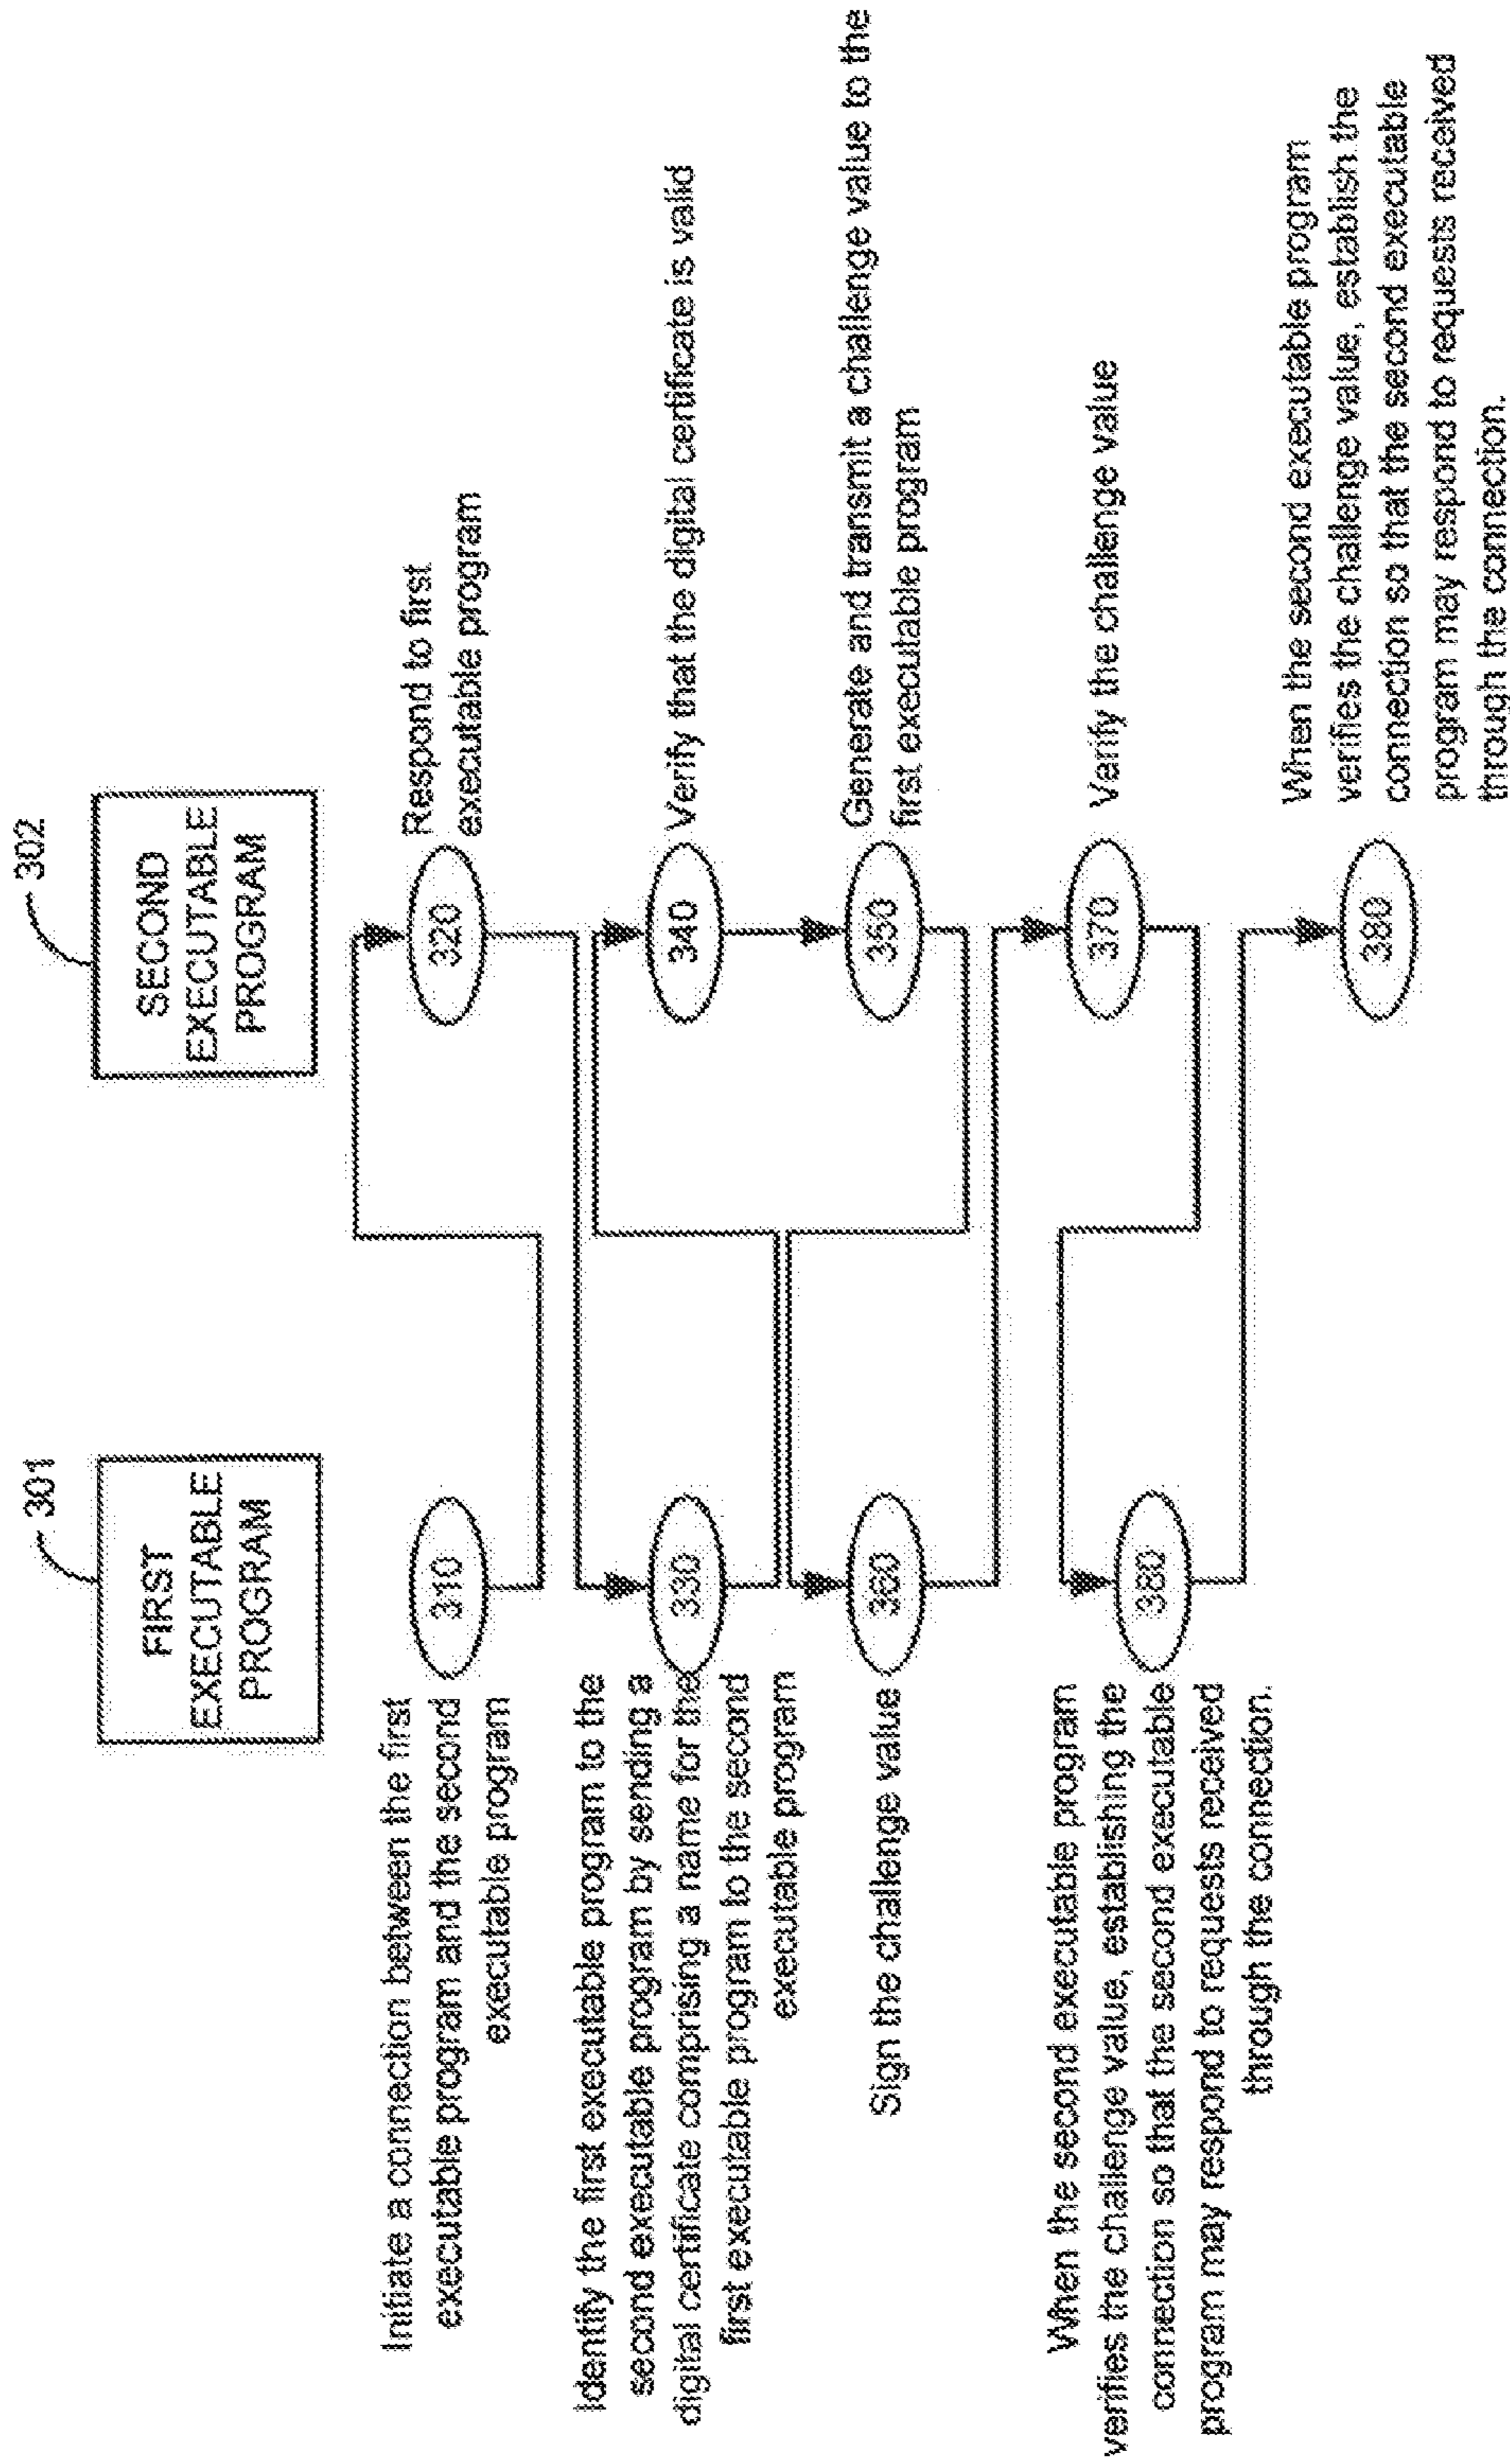 301
FIRST
EXECUTABLE
PROGRAM
302
SECOND
EXECUTABLE
PROGRAM
Initiate a connection between the first
executable program and the second
executable program
310
320
Respond to first
executable program
Identify the first executable program to the
second executable program by sending a
digital certificate comprising a name for the
first executable program to the second
executable program
330
340
Verify that the digital certificate is valid
Sign the challenge value
360
350
Generate and transmit a challenge value to the
first executable program
370
Verify the challenge value
When the second executable program
verifies the challenge value, establishing the
connection so that the second executable
program may respond to requests received
through the connection.
380
380
When the second executable program
verifies the challenge value, establish the
connection so that the second executable
program may respond to requests received
through the connection.